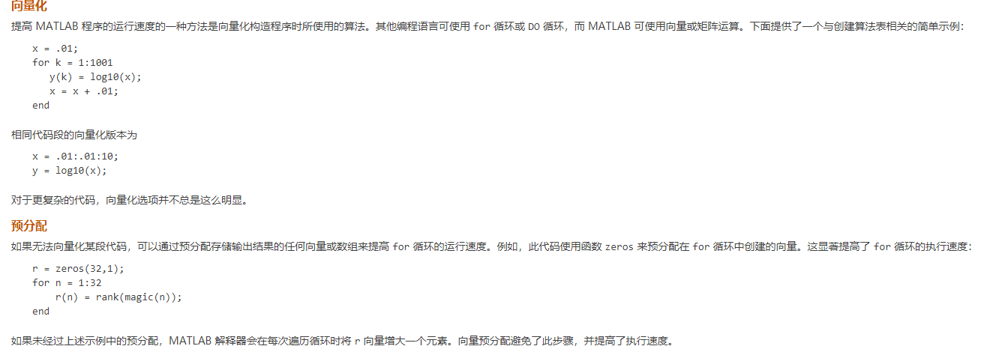 向量化
提高 MATLAB 程序的运行速度的一种方法是向量化构造程序时所使用的算法。其他编程语言可使用 for 循环或 DO 循环，而 MATLAB 可使用向量或矩阵运算。下面提供了一个与创建算法表相关的简单示例：
x = .01;
for k = 1:1001
   y(k) = log10(x);
   x = x + .01;
end
相同代码段的向量化版本为
x = .01:.01:10;
y = log10(x);
对于更复杂的代码，向量化选项并不总是这么明显。
预分配
如果无法向量化某段代码，可以通过预分配存储输出结果的任何向量或数组来提高 for 循环的运行速度。例如，此代码使用函数 zeros 来预分配在 for 循环中创建的向量。这显著提高了 for 循环的执行速度：
r = zeros(32,1);
for n = 1:32
    r(n) = rank(magic(n));
end
如果未经过上述示例中的预分配，MATLAB 解释器会在每次遍历循环时将 r 向量增大一个元素。向量预分配避免了此步骤，并提高了执行速度。